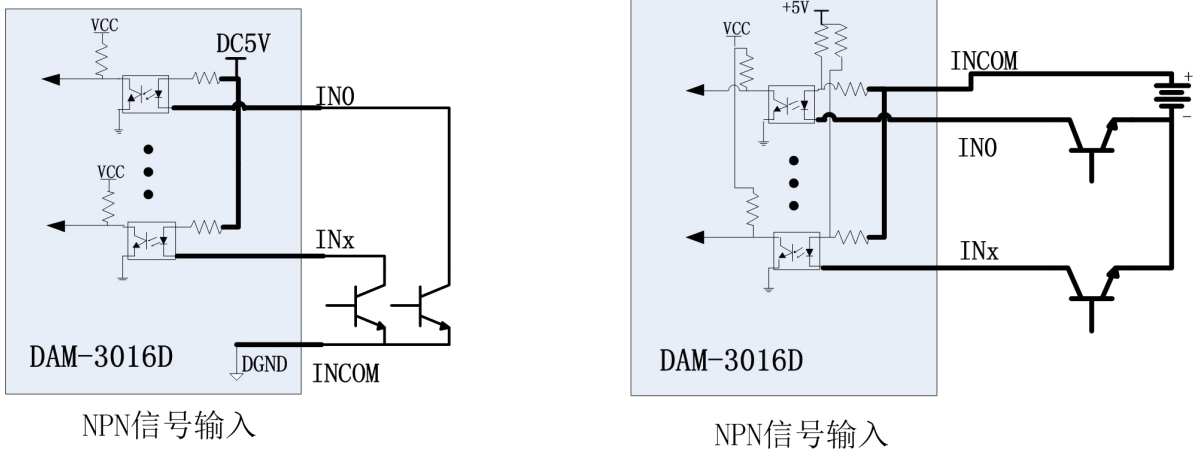 VCC
DC5V
IN0
VCC
INx
DAM-3016D
DGND
INCOM
NPN信号输入
+5V
VCC
INCOM
+
-
IN0
INx
DAM-3016D
NPN信号输入